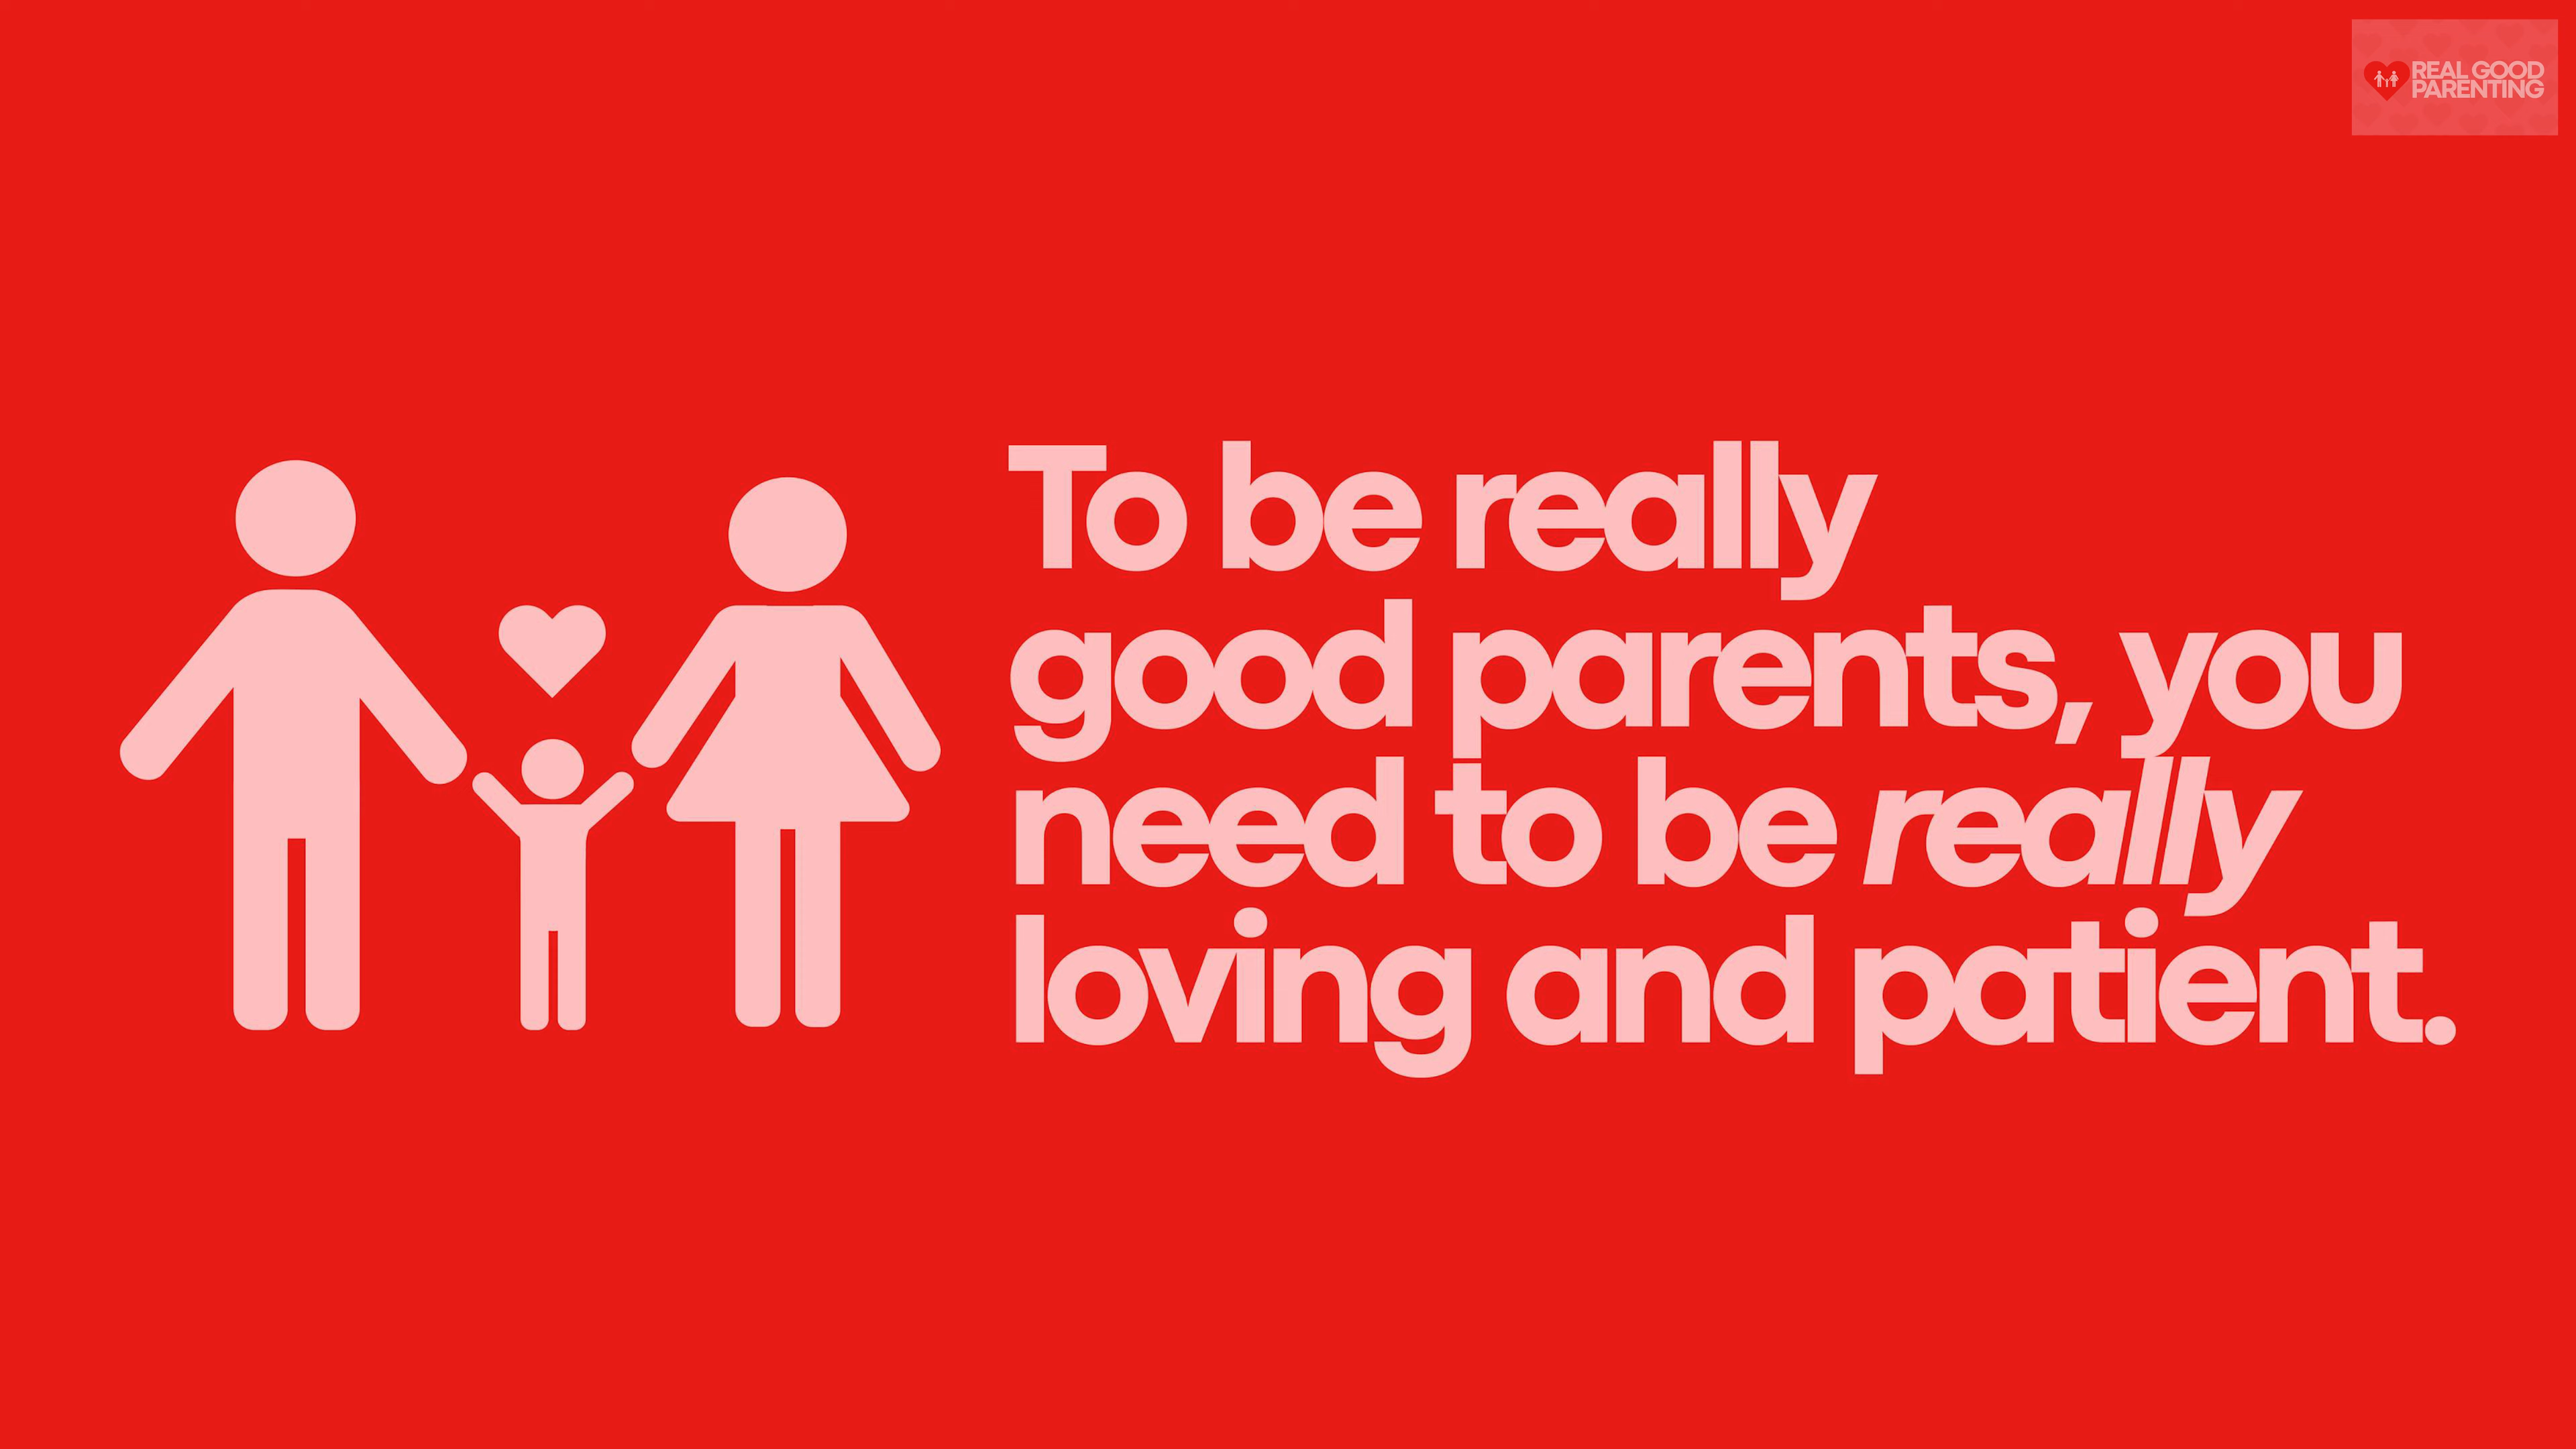 REAL GOOD
PARENTING
To be really
good parents, you
need to be really
loving and patient.